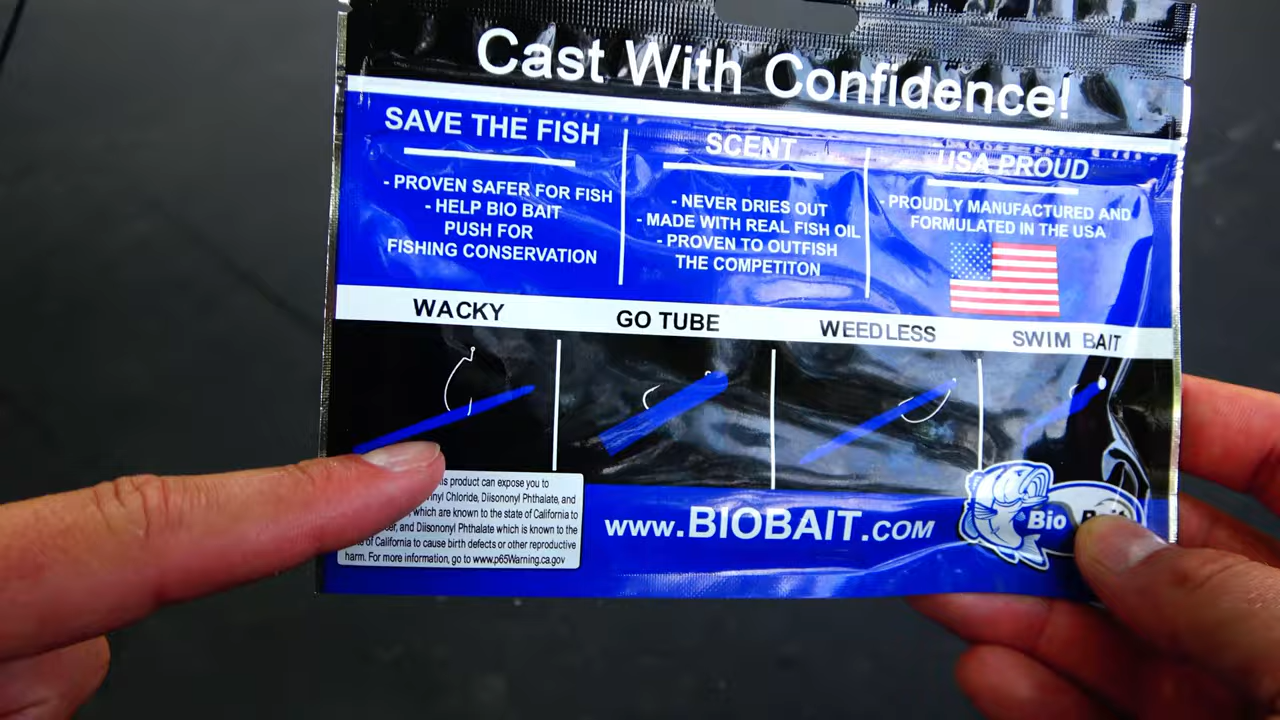 Cast With Confidence!
SAVE THE FISH
- PROVEN SAFER FOR FISH
- HELP BIO BAIT
PUSH FOR
FISHING CONSERVATION
SCENT
- NEVER DRIES OUT
- MADE WITH REAL FISH OIL
- PROVEN TO OUTFISH
THE COMPETITON
USA PROUD
- PROUDLY MANUFACTURED AND
FORMULATED IN THE USA
WACKY
GO TUBE
WEEDLESS
SWIM BAIT
product can expose you to
Chloride, Diisononyl Phthalate, and
which are known to the state of California to
and Diisononyl Phthalate which is known to the
of California to cause birth defects or other reproductive
harm. For more information, go to www.p65Warning.ca.gov
www.BIOBAIT.COM
Bio